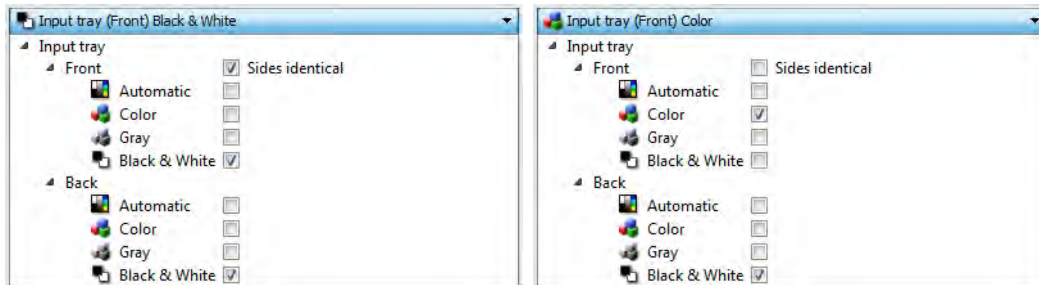 Input tray (Front) Black & White
Input tray
Front Sides identical
Automatic
Color
Gray
Black & White
Back
Automatic
Color
Gray
Black & White
Input tray (Front) Color
Input tray
Front Sides identical
Automatic
Color
Gray
Black & White
Back
Automatic
Color
Gray
Black & White